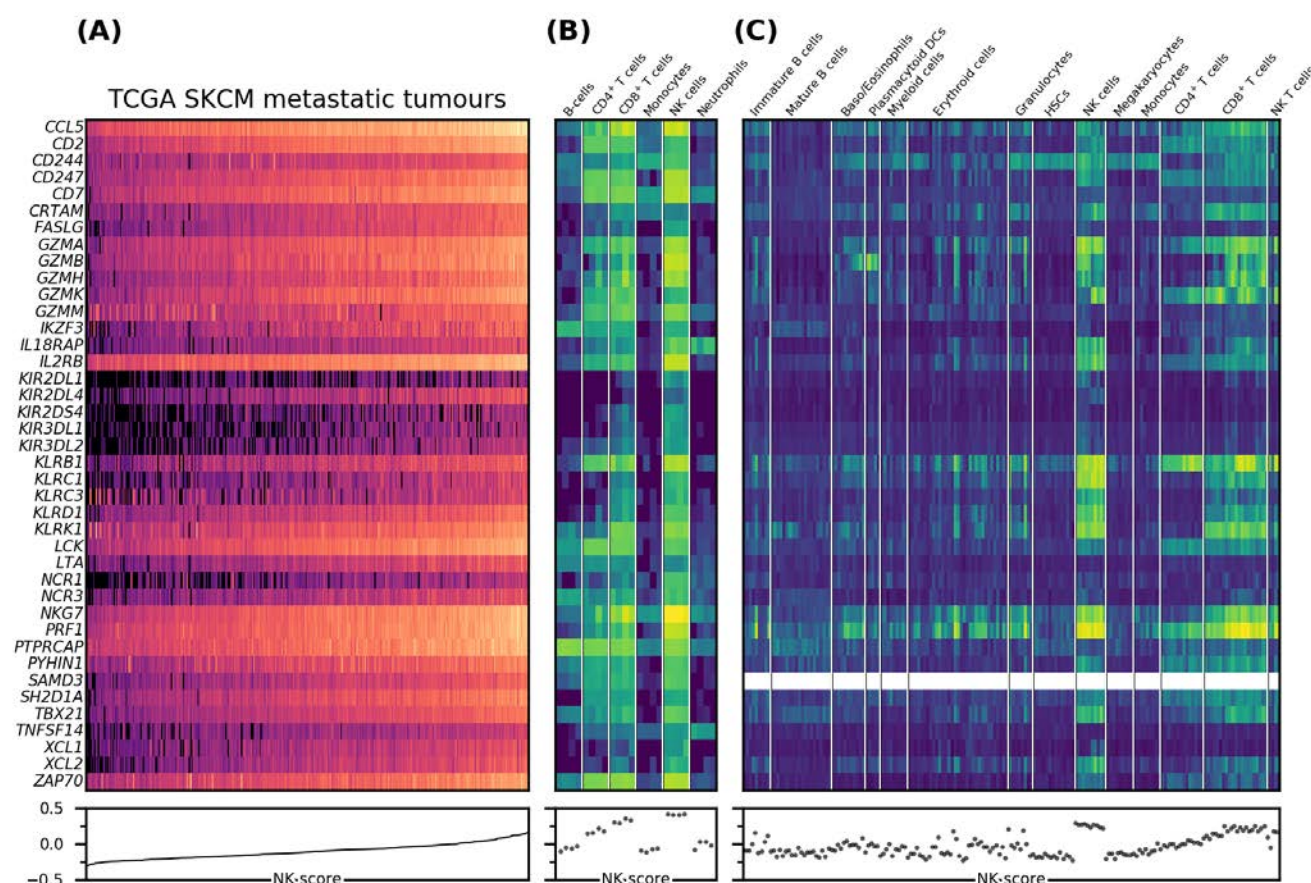 (A)
(B)
(C)
TCGA SKCM metastatic tumours
B-cells
CD4+ T cells
CD8+ T cells
Monocytes
NK cells
Neutrophils
Immature B cells
Mature B cells
Baso/Eosinophils
Plasmacytoid DCs
Myeloid cells
Erythroid cells
Granulocytes
HSCs
NK cells
Megakaryocytes
Monocytes
CD4+ T cells
CD8+ T cells
NK T cells
CCL5
CD2
CD244
CD247
CD7
CRTAM
FASLG
GZMA
GZMB
GZMH
GZMK
GZMM
IKZF3
IL18RAP
IL2RB
KIR2DL1
KIR2DL4
KIR2DS4
KIR3DL1
KIR3DL2
KLRB1
KLRC1
KLRC3
KLRD1
KLRK1
LCK
LTA
NCR1
NCR3
NKG7
PRF1
PTPRCAP
PYHIN1
SAMD3
SH2D1A
TBX21
TNFSF14
XCL1
XCL2
ZAP70
0.5
0.0
−0.5
NK-score
NK-score
NK-score